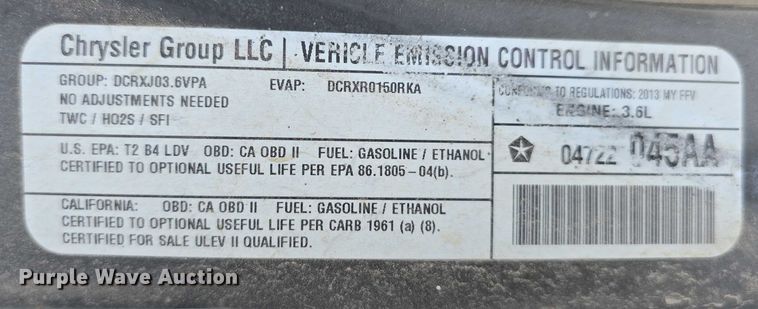 Chrysler Group LLC | VEHICLE EMISSION CONTROL INFORMATION
GROUP: DCRXJ03.6VPA EVAP: DCRXR0150RKA
NO ADJUSTMENTS NEEDED
TWC / HO2S / SFI
CONFORMS TO REGULATIONS: 2013 MY FFV
ENGINE: 3.6L
U.S. EPA: T2 B4 LDV OBD: CA OBD II FUEL: GASOLINE / ETHANOL
CERTIFIED TO OPTIONAL USEFUL LIFE PER EPA 86.1805-04(b).
04722 045AA
CALIFORNIA: OBD: CA OBD II FUEL: GASOLINE / ETHANOL
CERTIFIED TO OPTIONAL USEFUL LIFE PER CARB 1961 (a) (8).
CERTIFIED FOR SALE ULEV II QUALIFIED.
Purple Wave Auction